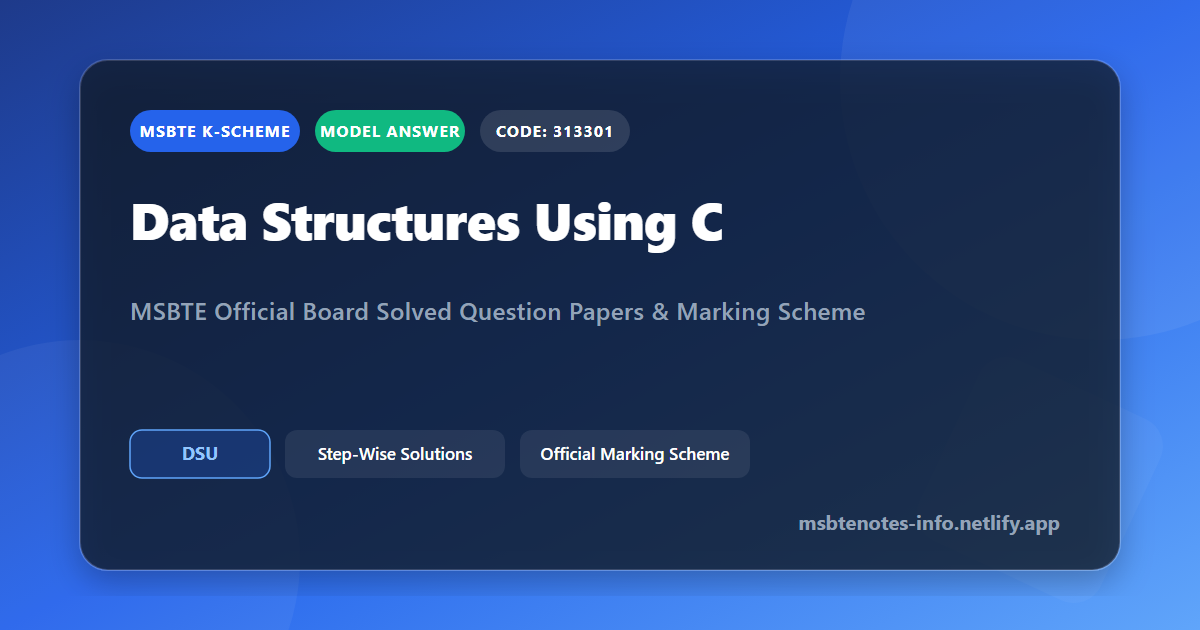 MSBTE K-SCHEME
MODEL ANSWER
CODE: 313301
Data Structures Using C
MSBTE Official Board Solved Question Papers & Marking Scheme
DSU
Step-Wise Solutions
Official Marking Scheme
msbtenotes-info.netlify.app